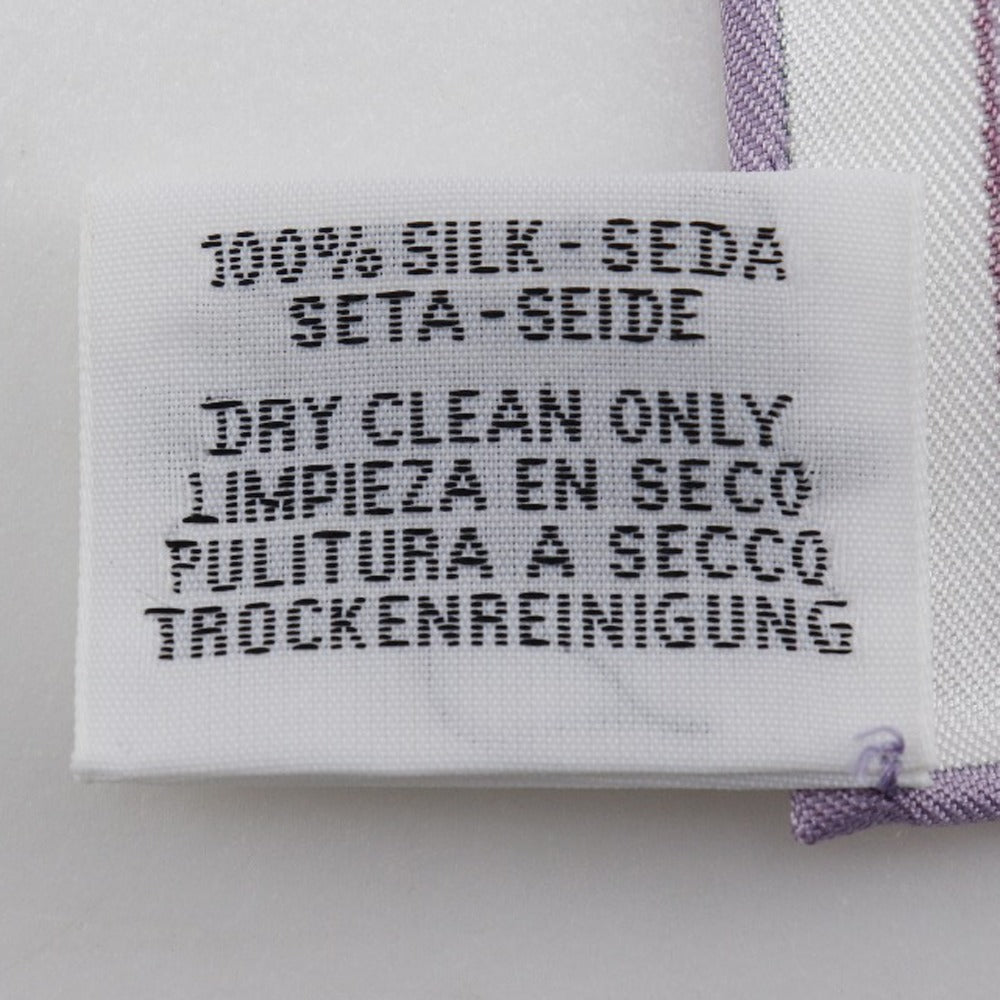 100% SILK - SEDA
SETA - SEIDE
DRY CLEAN ONLY
LIMPIEZA EN SECO
PULITURA A SECCO
TROCKENREINIGUNG